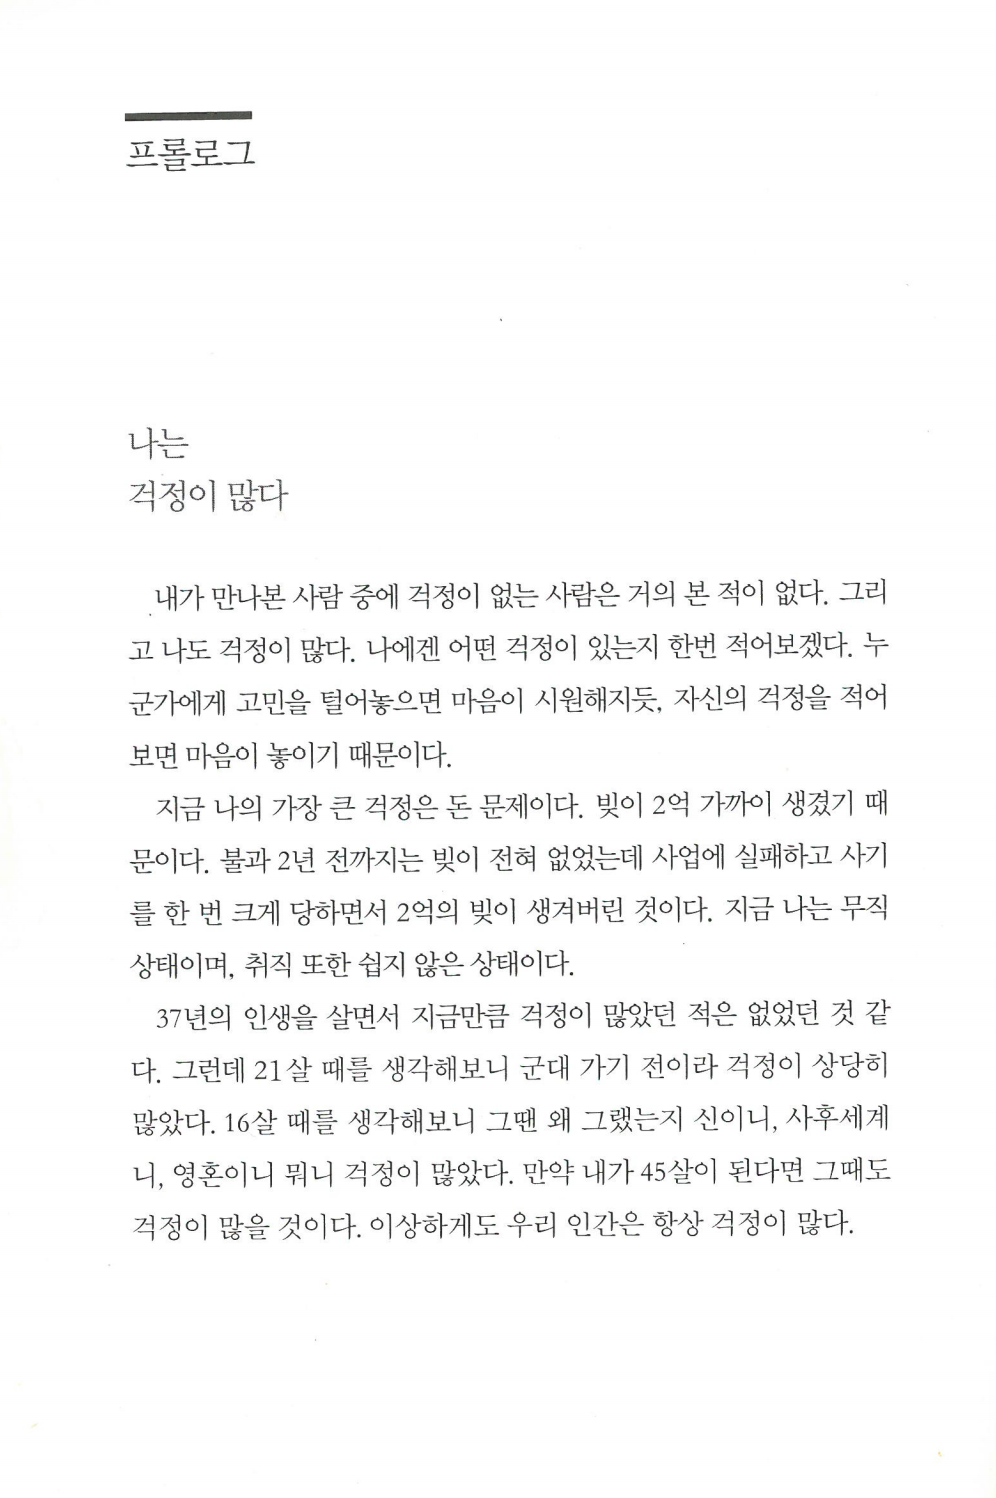 프롤로그
나는
걱정이 많다
내가 만나본 사람 중에 걱정이 없는 사람은 거의 본 적이 없다. 그리
고 나도 걱정이 많다. 나에겐 어떤 걱정이 있는지 한번 적어보겠다. 누
군가에게 고민을 털어놓으면 마음이 시원해지듯, 자신의 걱정을 적어
보면 마음이 놓이기 때문이다.
지금 나의 가장 큰 걱정은 돈 문제이다. 빚이 2억 가까이 생겼기 때
문이다. 불과 2년 전까지는 빚이 전혀 없었는데 사업에 실패하고 사기
를 한 번 크게 당하면서 2억의 빚이 생겨버린 것이다. 지금 나는 무직
상태이며, 취직 또한 쉽지 않은 상태이다.
37년의 인생을 살면서 지금만큼 걱정이 많았던 적은 없었던 것 같
다. 그런데 21살 때를 생각해보니 군대 가기 전이라 걱정이 상당히
많았다. 16살 때를 생각해보니 그땐 왜 그랬는지 신이니, 사후세계
니, 영혼이니 뭐니 걱정이 많았다. 만약 내가 45살이 된다면 그때도
걱정이 많을 것이다. 이상하게도 우리 인간은 항상 걱정이 많다.